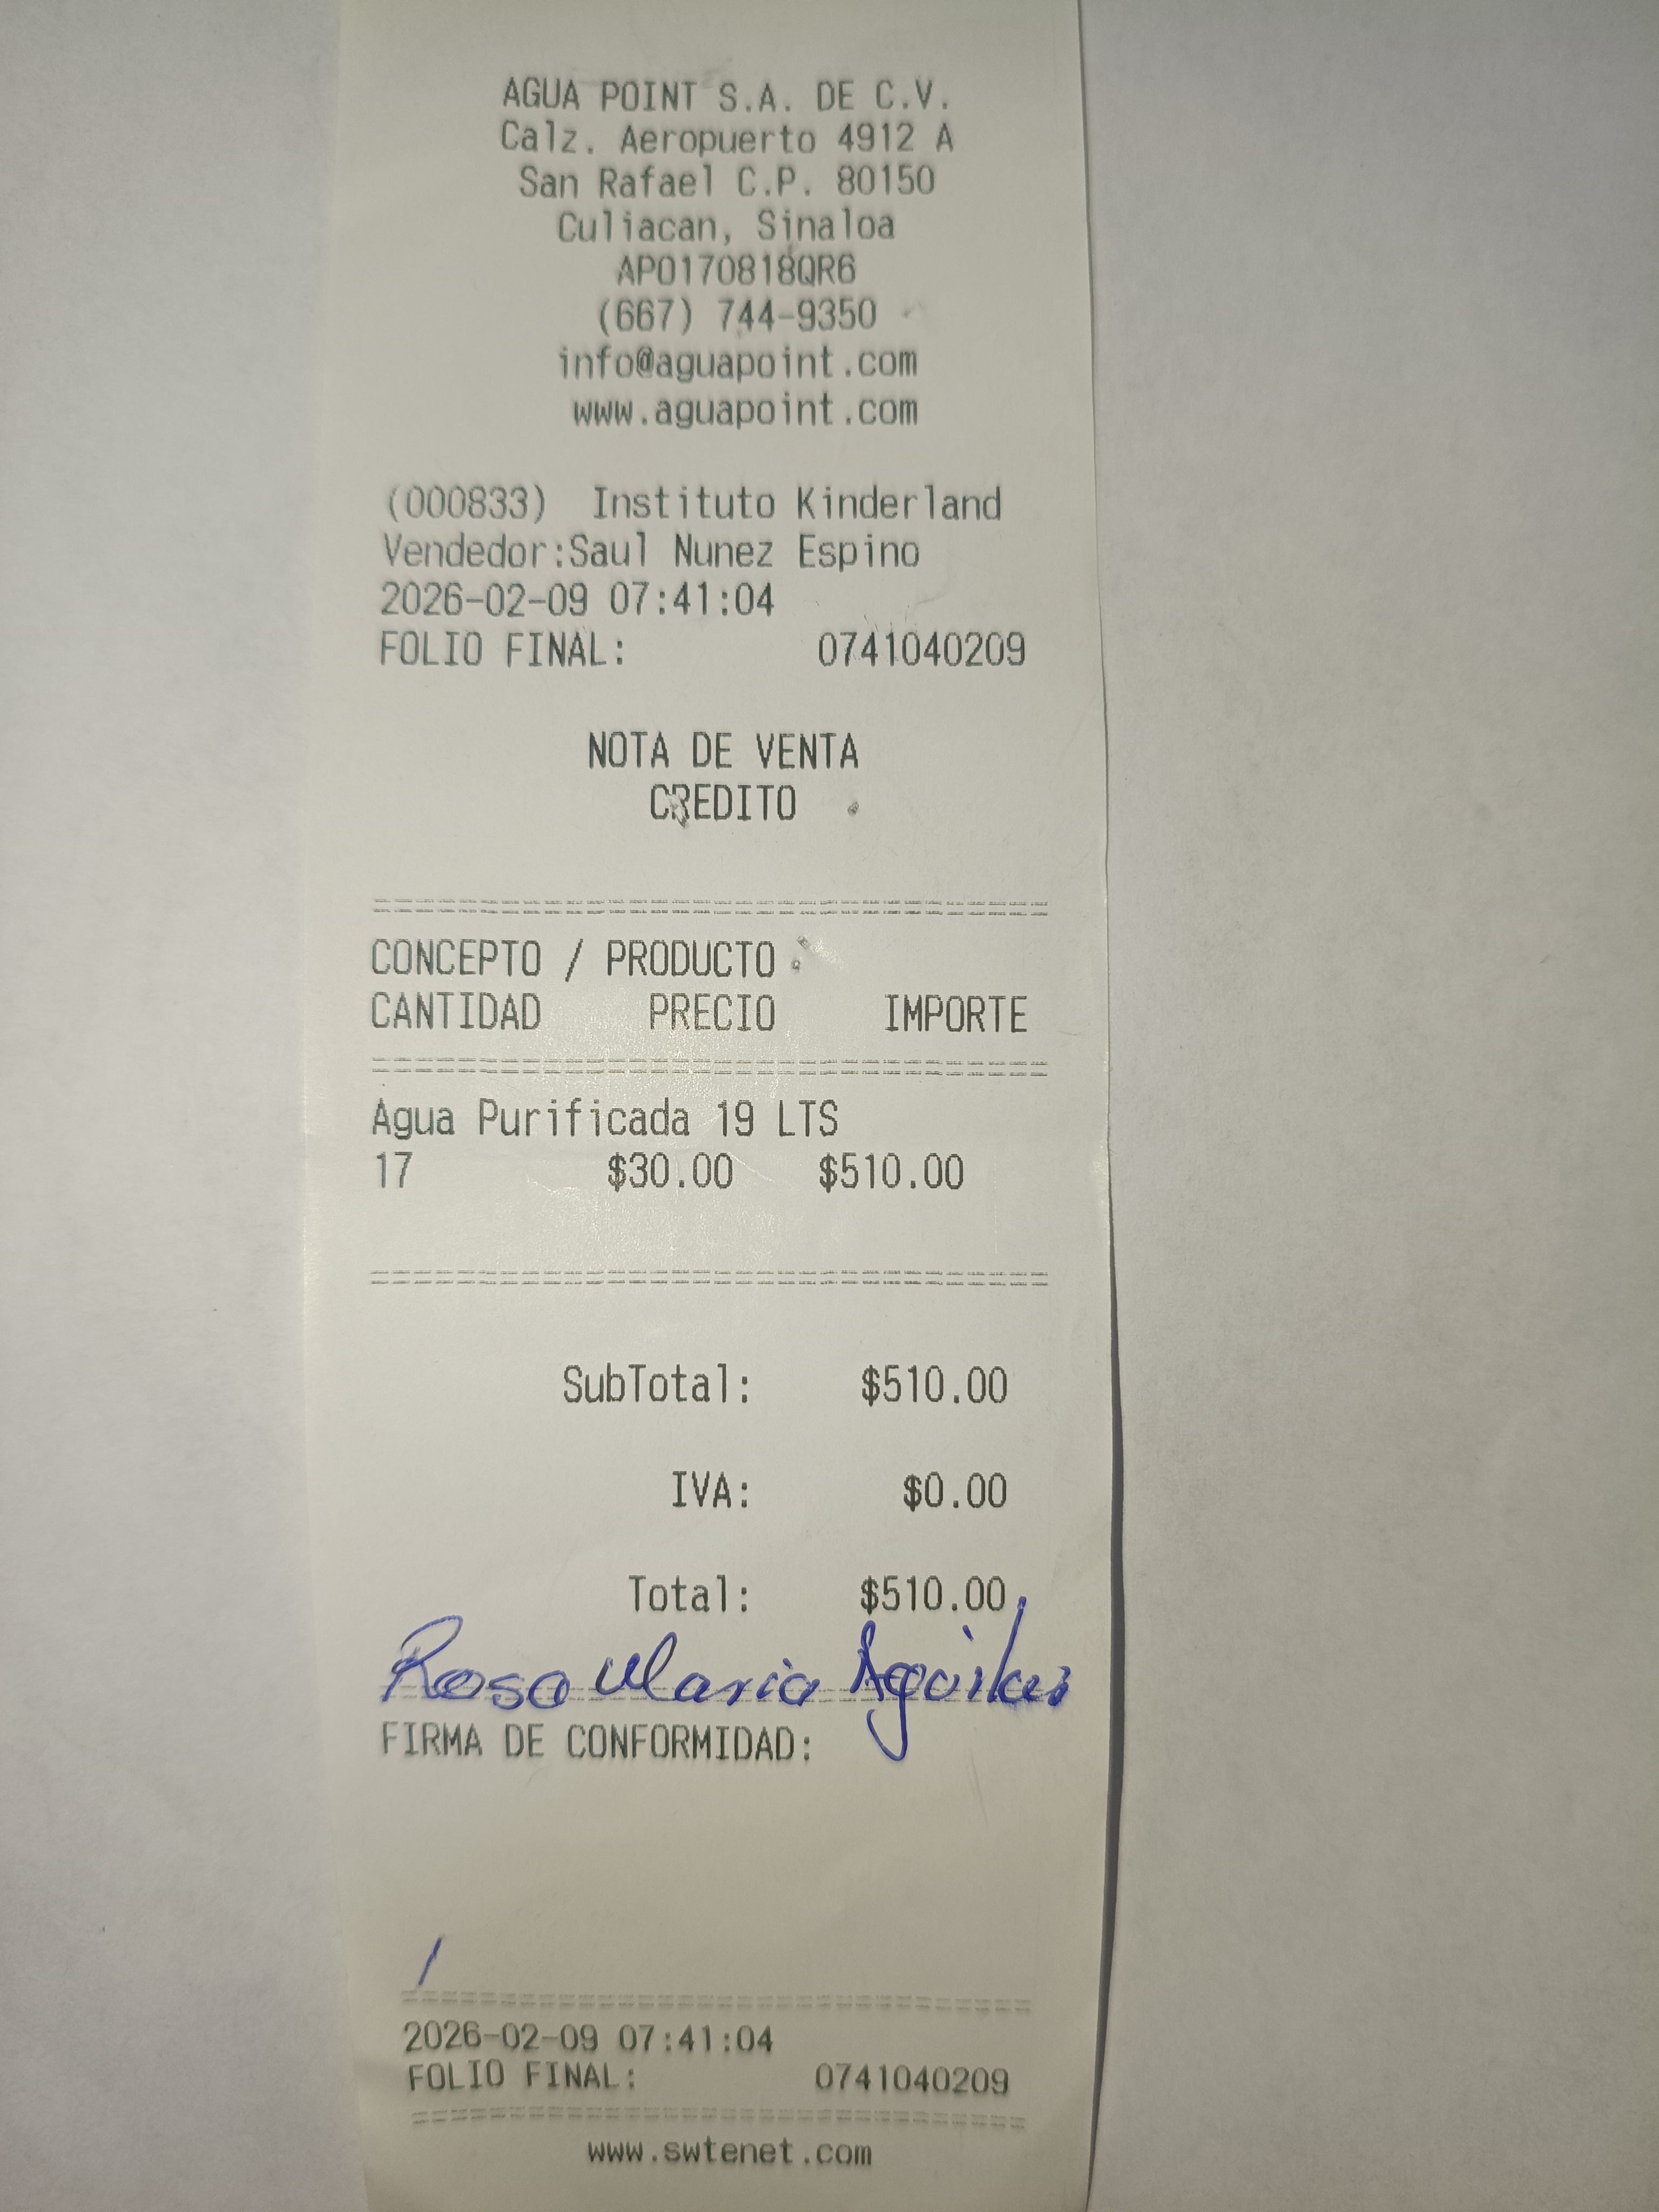 AGUA POINT S.A. DE C.V.
Calz. Aeropuerto 4912 A
San Rafael C.P. 80150
Culiacan, Sinaloa
APO170818QR6
(667) 744-9350
info@aguapoint.com
www.aguapoint.com
(000833) Instituto Kinderland
Vendedor:Saul Nunez Espino
2026-02-09 07:41:04
FOLIO FINAL: 0741040209
NOTA DE VENTA
CREDITO
CONCEPTO / PRODUCTO
CANTIDAD PRECIO IMPORTE
Agua Purificada 19 LTS
17 $30.00 $510.00
SubTotal: $510.00
IVA: $0.00
Total: $510.00
Rosa Maria Aguilar
FIRMA DE CONFORMIDAD:
2026-02-09 07:41:04
FOLIO FINAL: 0741040209
www.swtenet.com